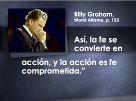 Billy Graham,
World Aflame, p. 153
Así, la fe se
convierte en
acción, y la acción es fe
comprometida."